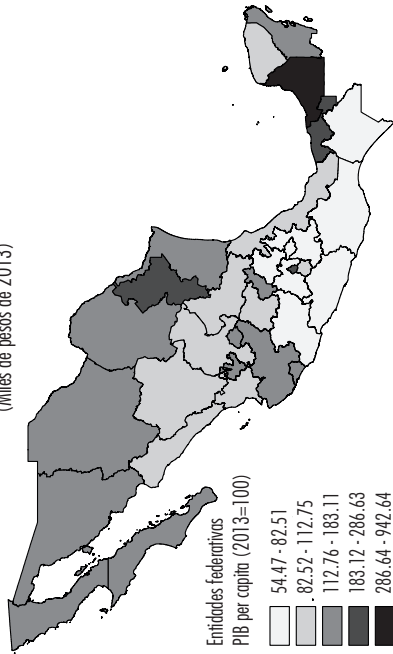 (Miles de pesos de 2013)
Entidades federativas
PIB per capita (2013=100)
54.47 - 82.51
82.52 - 112.75
112.76 - 183.11
183.12 - 286.63
286.64 - 942.64